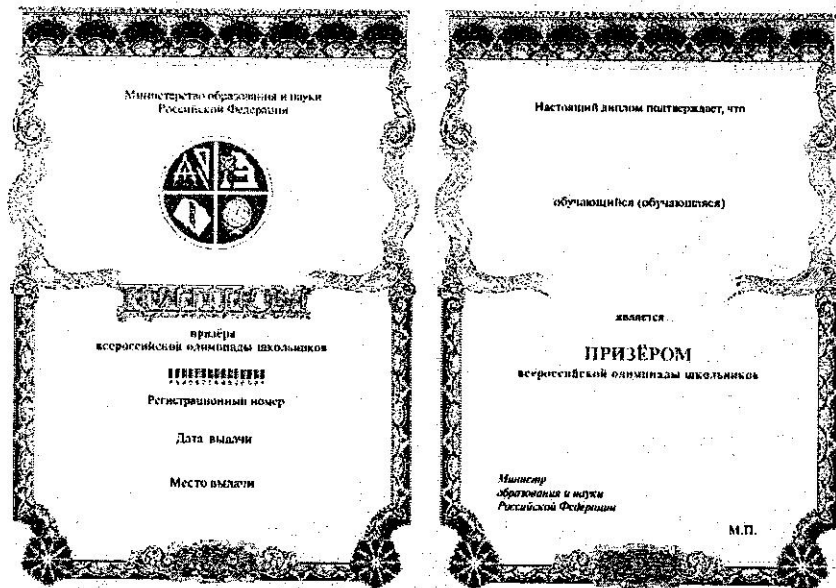 Министерство образования и науки
Российской Федерации
ДИПЛОМ
призёра
всероссийской олимпиады школьников
Регистрационный номер
Дата выдачи
Место выдачи
Настоящий диплом подтверждает, что
обучающийся (обучающаяся)
является
ПРИЗЁРОМ
всероссийской олимпиады школьников
Министр
образования и науки
Российской Федерации
М.П.